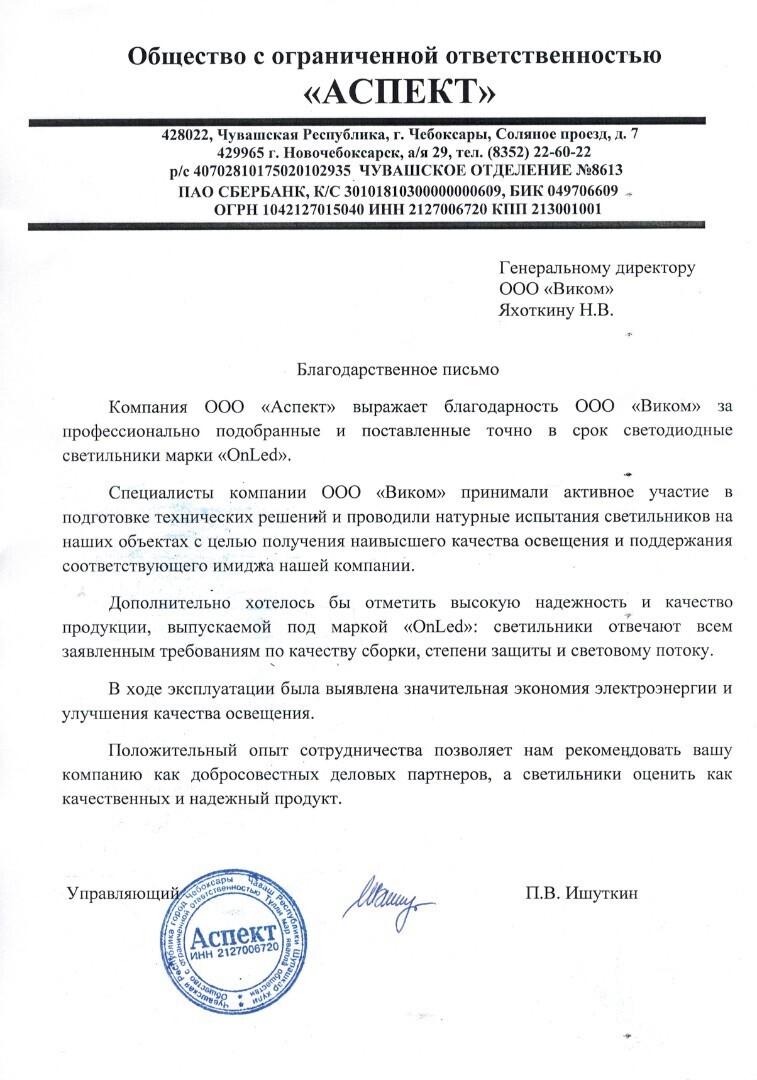 Общество с ограниченной ответственностью
«АСПЕКТ»
428022, Чувашская Республика, г. Чебоксары, Соляное проезд, д. 7
429965 г. Новочебоксарск, а/я 29, тел. (8352) 22-60-22
р/с 40702810175020102935 ЧУВАШСКОЕ ОТДЕЛЕНИЕ №8613
ПАО СБЕРБАНК, К/С 30101810300000000609, БИК 049706609
ОГРН 1042127015040 ИНН 2127006720 КПП 213001001
Генеральному директору
ООО «Виком»
Яхоткину Н.В.
Благодарственное письмо
Компания ООО «Аспект» выражает благодарность ООО «Виком» за
профессионально подобранные и поставленные точно в срок светодиодные
светильники марки «OnLed».
Специалисты компании ООО «Виком» принимали активное участие в
подготовке технических решений и проводили натурные испытания светильников на
наших объектах с целью получения наивысшего качества освещения и поддержания
соответствующего имиджа нашей компании.
Дополнительно хотелось бы отметить высокую надежность и качество
продукции, выпускаемой под маркой «OnLed»: светильники отвечают всем
заявленным требованиям по качеству сборки, степени защиты и световому потоку.
В ходе эксплуатации была выявлена значительная экономия электроэнергии и
улучшения качества освещения.
Положительный опыт сотрудничества позволяет нам рекомендовать вашу
компанию как добросовестных деловых партнеров, а светильники оценить как
качественных и надежный продукт.
Управляющий
П.В. Ишуткин
Чувашская Республика город Чебоксары
Общество с ограниченной ответственностью
Аспект
ИНН 2127006720